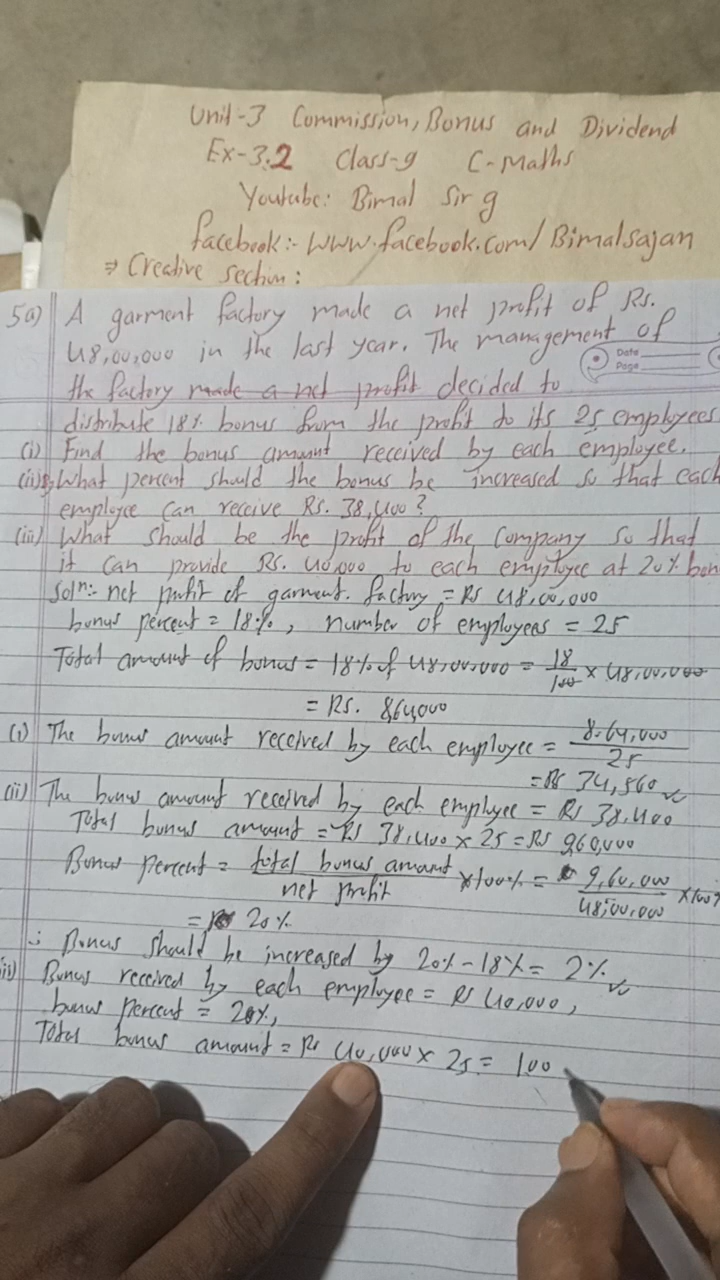 Unit-3 Commission, Bonus and Dividend
Ex-3.2 Class-9 C-Maths
Youtube: Bimal Sir g
facebook:- www.facebook.com/Bimalsajan
⇒ Creative section:
5a) A garment factory made a net profit of Rs.
48,00,000 in the last year. The management of
Date
Page
the factory made a net profit decided to
distribute 18% bonus from the profit to its 25 employees
(i) Find the bonus amount received by each employee.
(ii) What percent should the bonus be increased so that each
employee can receive Rs. 38,400?
(iii) What should be the profit of the company so that
it can provide Rs. 40,000 to each employee at 20% bon
Soln:- net profit of garment factory = Rs 48,00,000
bonus percent = 18%, number of employees = 25
Total amount of bonus = 18% of 48,00,000 = 18/100 × 48,00,000
= Rs. 864000
(i) The bonus amount received by each employee = 8,64,000/25
= Rs 34,560
(ii) The bonus amount received by each employee = Rs 38,400
Total bonus amount = Rs 38,400 × 25 = Rs 960,000
Bonus Percent = total bonus amount/net profit ×100% = 9,60,000/48,00,000 ×100%
= 20%
∴ Bonus should be increased by 20% - 18% = 2%
ii) Bonus received by each employee = Rs 40,000,
bonus percent = 20%,
Total bonus amount = Rs 40,000 × 25 = 1,00